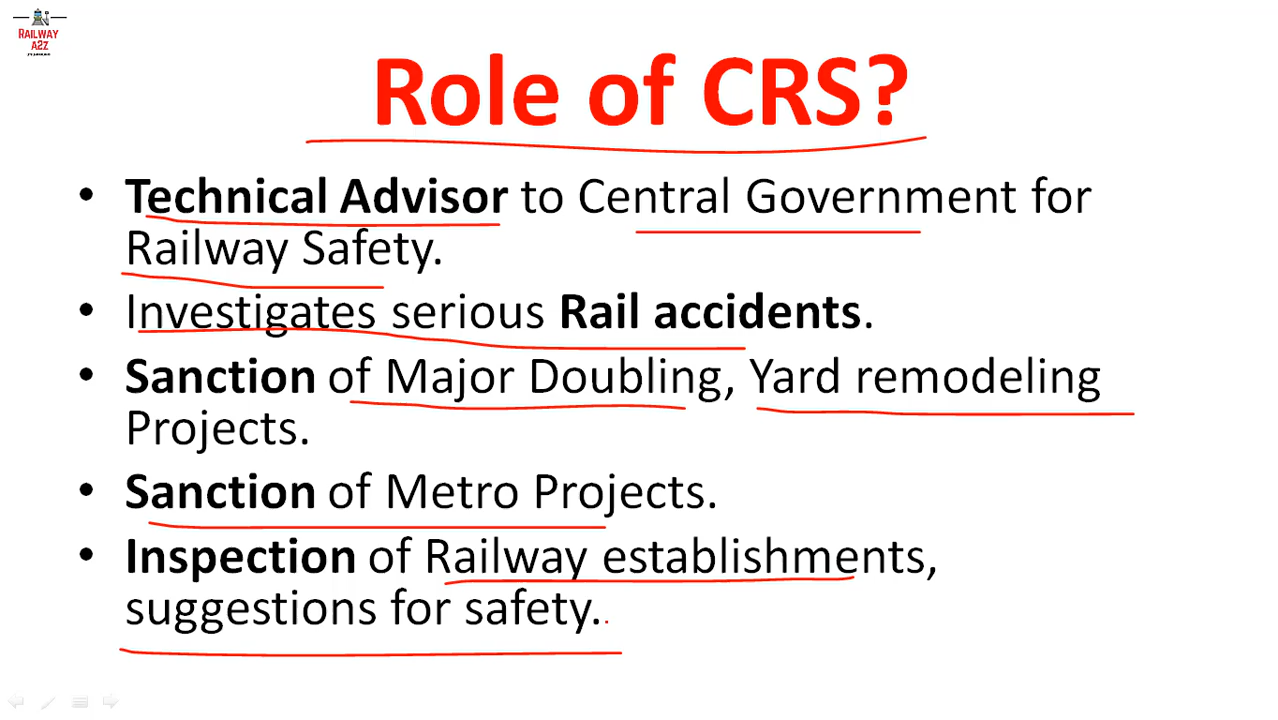 RAILWAY
A2Z
Role of CRS?
• Technical Advisor to Central Government for
Railway Safety.
• Investigates serious Rail accidents.
• Sanction of Major Doubling, Yard remodeling
Projects.
• Sanction of Metro Projects.
• Inspection of Railway establishments,
suggestions for safety.